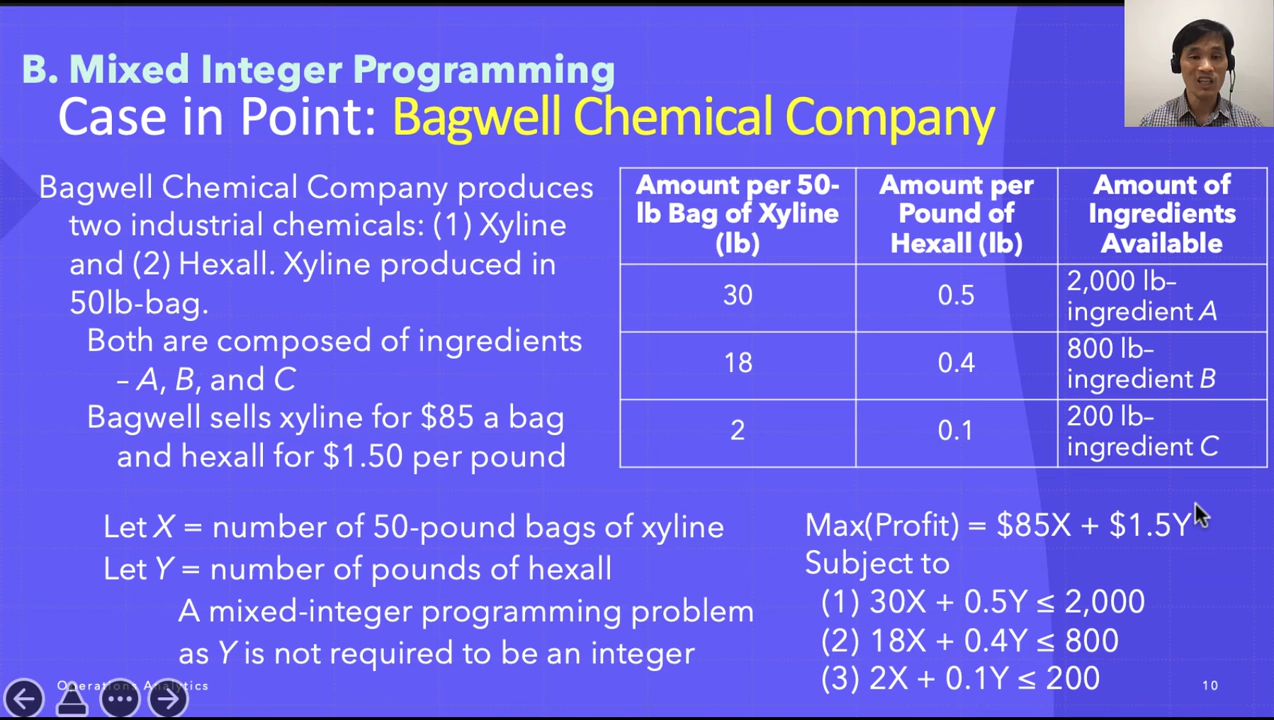 B. Mixed Integer Programming
Case in Point: Bagwell Chemical Company
Bagwell Chemical Company produces
two industrial chemicals: (1) Xyline
and (2) Hexall. Xyline produced in
50lb-bag.
Both are composed of ingredients
– A, B, and C
Bagwell sells xyline for $85 a bag
and hexall for $1.50 per pound
Amount per 50-
lb Bag of Xyline
(lb)
Amount per
Pound of
Hexall (lb)
Amount of
Ingredients
Available
30
0.5
2,000 lb–
ingredient A
18
0.4
800 lb–
ingredient B
2
0.1
200 lb–
ingredient C
Let X = number of 50-pound bags of xyline
Let Y = number of pounds of hexall
A mixed-integer programming problem
as Y is not required to be an integer
Max(Profit) = $85X + $1.5Y
Subject to
(1) 30X + 0.5Y ≤ 2,000
(2) 18X + 0.4Y ≤ 800
(3) 2X + 0.1Y ≤ 200
Operations Analytics
10